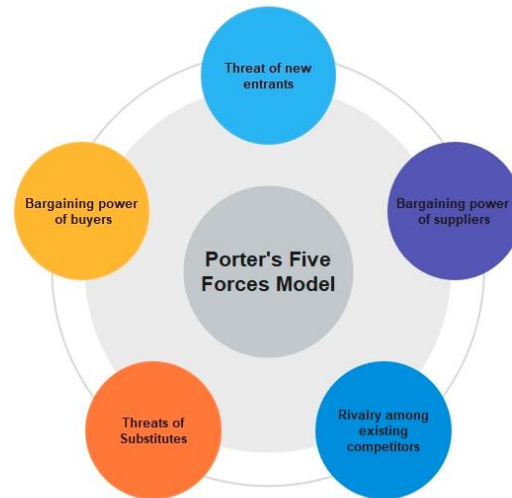 Threat of new
entrants
Bargaining power
of buyers
Bargaining power
of suppliers
Porter's Five
Forces Model
Threats of
Substitutes
Rivalry among
existing
competitors